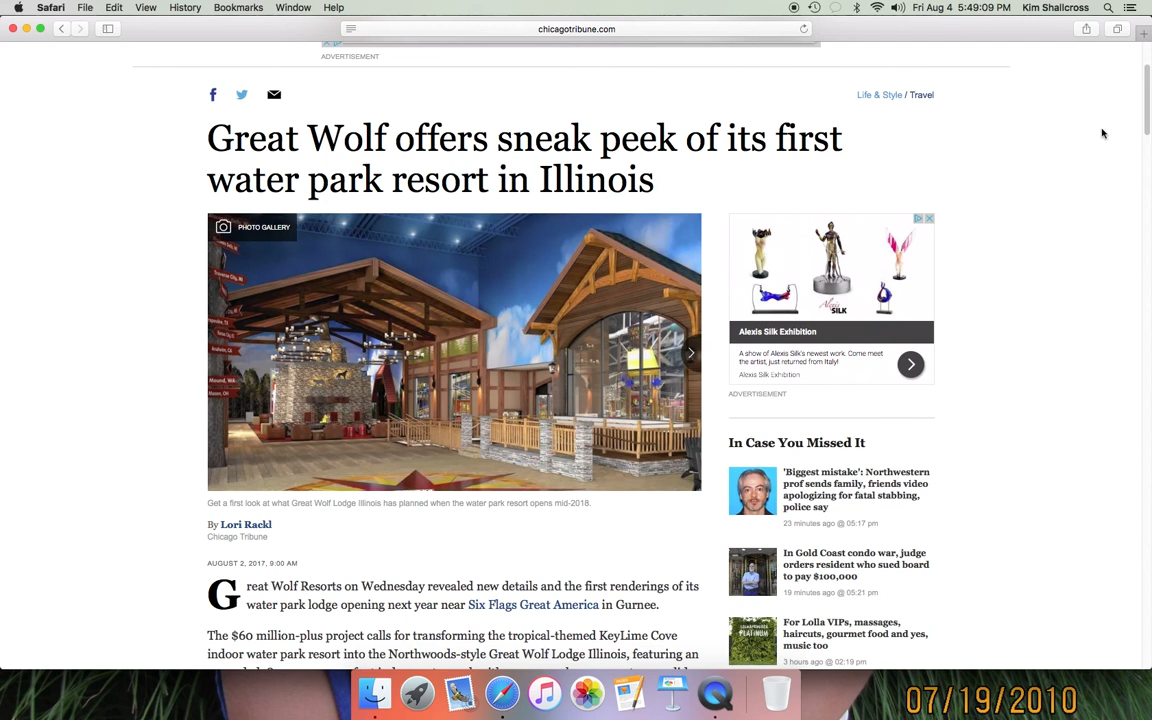 Safari File Edit View History Bookmarks Window Help Fri Aug 4 5:49:09 PM Kim Shallcross
chicagotribune.com
ADVERTISEMENT
Life & Style / Travel
Great Wolf offers sneak peek of its first
water park resort in Illinois
PHOTO GALLERY
Get a first look at what Great Wolf Lodge Illinois has planned when the water park resort opens mid-2018.
By Lori Rackl
Chicago Tribune
AUGUST 2, 2017, 9:00 AM
Great Wolf Resorts on Wednesday revealed new details and the first renderings of its
water park lodge opening next year near Six Flags Great America in Gurnee.
The $60 million-plus project calls for transforming the tropical-themed KeyLime Cove
indoor water park resort into the Northwoods-style Great Wolf Lodge Illinois, featuring an
Alexis
SILK
Alexis Silk Exhibition
A show of Alexis Silk's newest work. Come meet
the artist, just returned from Italy!
Alexis Silk Exhibition
ADVERTISEMENT
In Case You Missed It
'Biggest mistake': Northwestern
prof sends family, friends video
apologizing for fatal stabbing,
police say
23 minutes ago @ 05:17 pm
In Gold Coast condo war, judge
orders resident who sued board
to pay $100,000
19 minutes ago @ 05:21 pm
For Lolla VIPs, massages,
haircuts, gourmet food and yes,
music too
3 hours ago @ 02:19 pm
07/19/2010